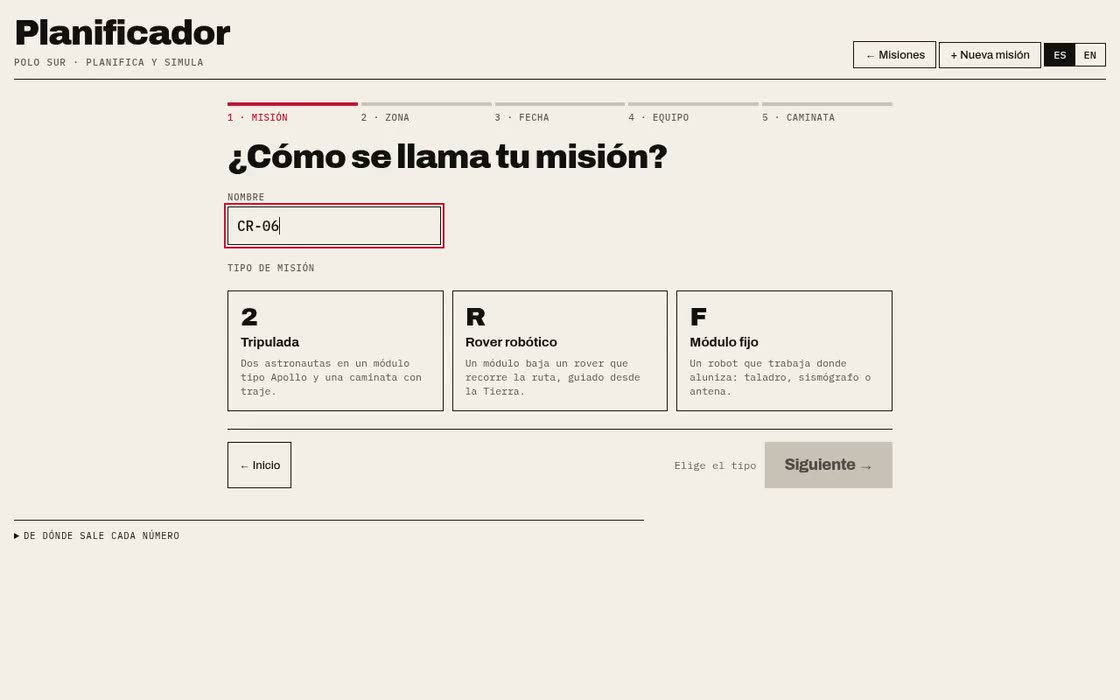 Planificador
POLO SUR · PLANIFICA Y SIMULA
← Misiones
+ Nueva misión
ES
EN
1 · MISIÓN
2 · ZONA
3 · FECHA
4 · EQUIPO
5 · CAMINATA
¿Cómo se llama tu misión?
NOMBRE
CR-06
TIPO DE MISIÓN
2
Tripulada
Dos astronautas en un módulo
tipo Apollo y una caminata con
traje.
R
Rover robótico
Un módulo baja un rover que
recorre la ruta, guiado desde
la Tierra.
F
Módulo fijo
Un robot que trabaja donde
aluniza: taladro, sismógrafo o
antena.
← Inicio
Elige el tipo
Siguiente →
▶ DE DÓNDE SALE CADA NÚMERO